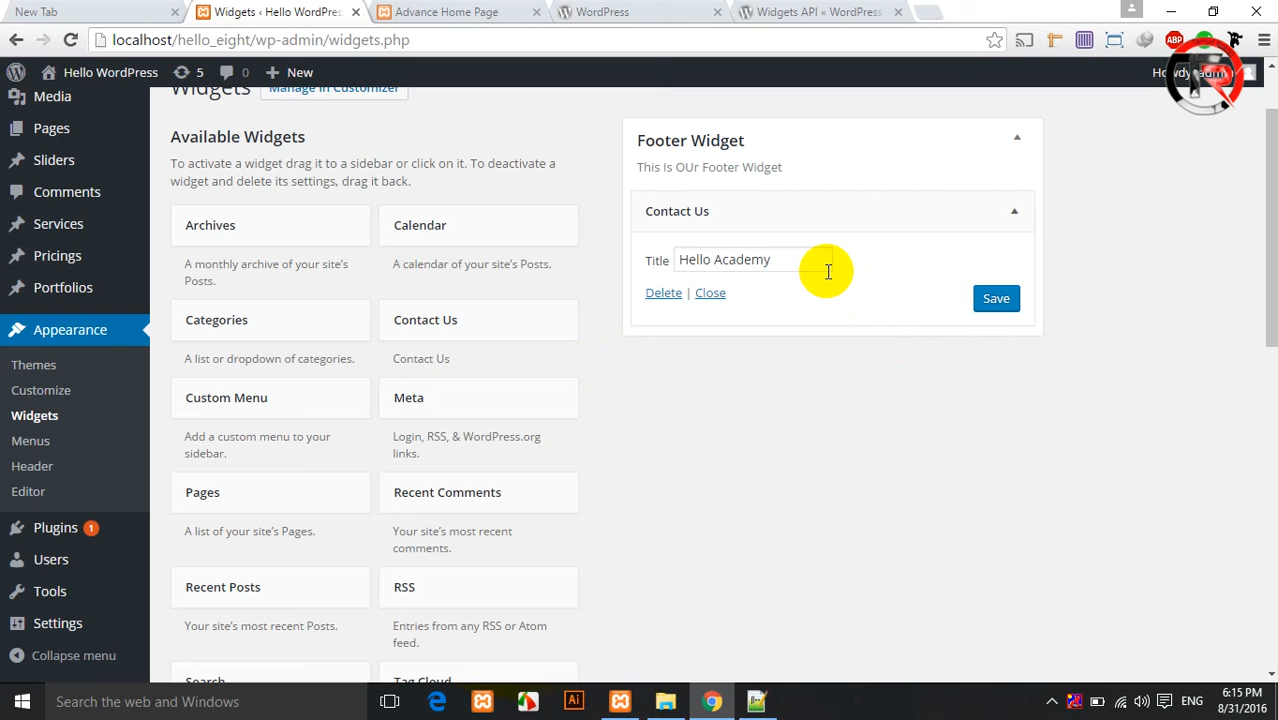 New Tab
Widgets ‹ Hello WordPres
Advance Home Page
WordPress
Widgets API « WordPress
localhost/hello_eight/wp-admin/widgets.php
ABP
Hello WordPress
5
0
New
Howdy, admin
Media
Pages
Sliders
Comments
Services
Pricings
Portfolios
Appearance
Themes
Customize
Widgets
Menus
Header
Editor
Plugins 1
Users
Tools
Settings
Collapse menu
Widgets
Manage in Customizer
Available Widgets
To activate a widget drag it to a sidebar or click on it. To deactivate a
widget and delete its settings, drag it back.
Archives
A monthly archive of your site's
Posts.
Calendar
A calendar of your site's Posts.
Categories
A list or dropdown of categories.
Contact Us
Contact Us
Custom Menu
Add a custom menu to your
sidebar.
Meta
Login, RSS, & WordPress.org
links.
Pages
A list of your site's Pages.
Recent Comments
Your site's most recent
comments.
Recent Posts
Your site's most recent Posts.
RSS
Entries from any RSS or Atom
feed.
Search
Tag Cloud
Footer Widget
This Is OUr Footer Widget
Contact Us
Title
Hello Academy
Delete | Close
Save
Search the web and Windows
Ai
ENG
6:15 PM
8/31/2016